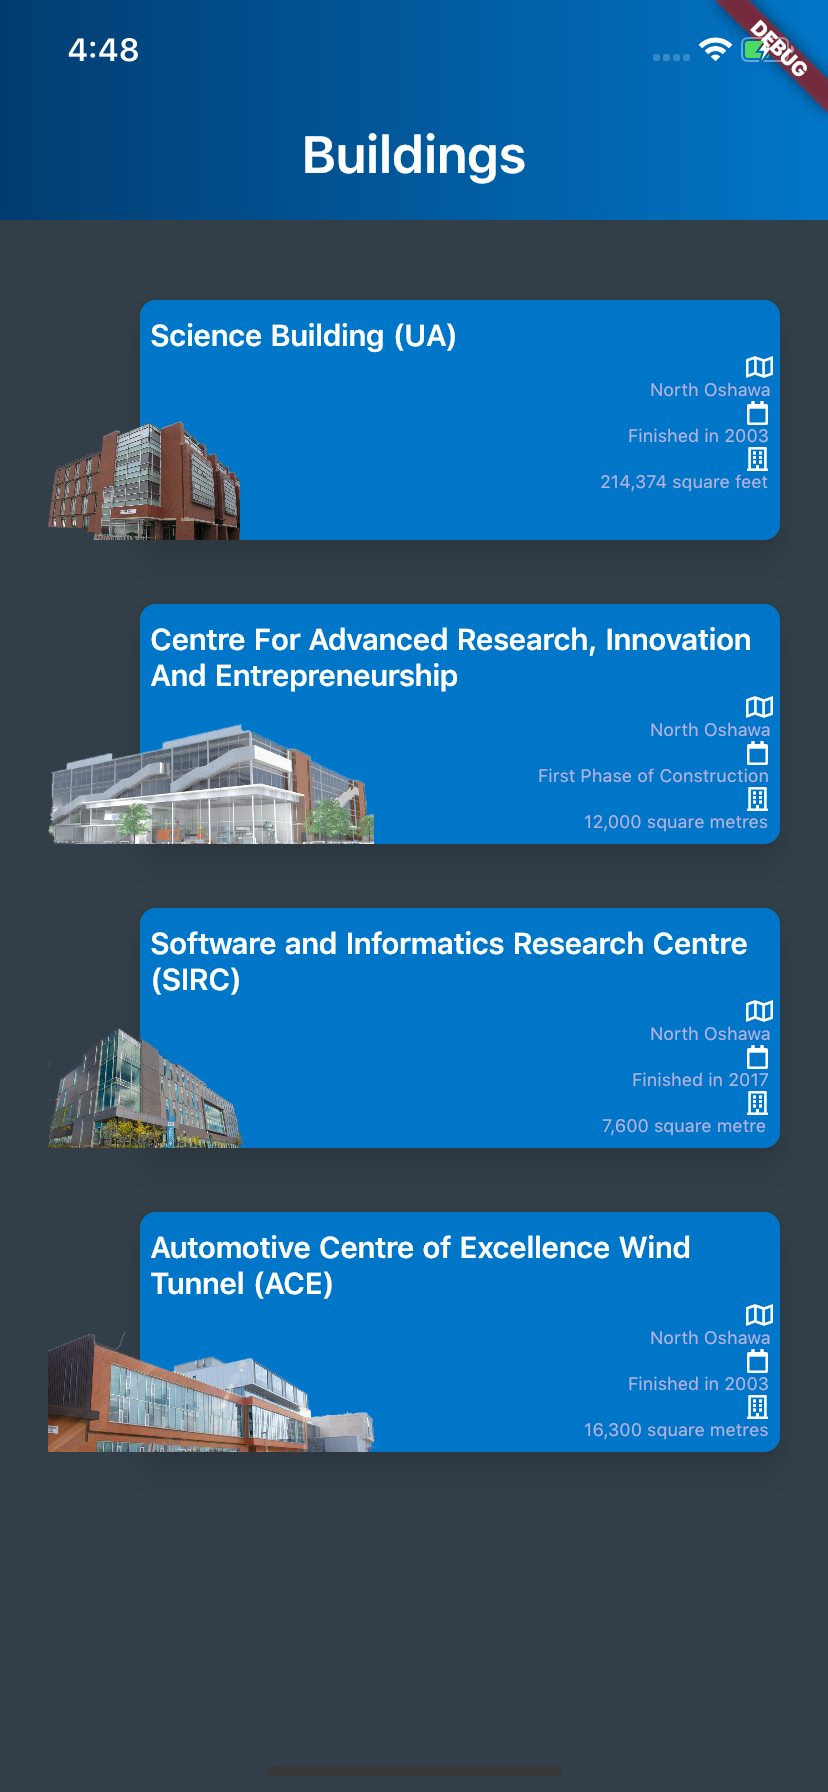 4:48
DEBUG
Buildings
Science Building (UA)
North Oshawa
Finished in 2003
214,374 square feet
Centre For Advanced Research, Innovation
And Entrepreneurship
North Oshawa
First Phase of Construction
12,000 square metres
Software and Informatics Research Centre
(SIRC)
North Oshawa
Finished in 2017
7,600 square metre
Automotive Centre of Excellence Wind
Tunnel (ACE)
North Oshawa
Finished in 2003
16,300 square metres